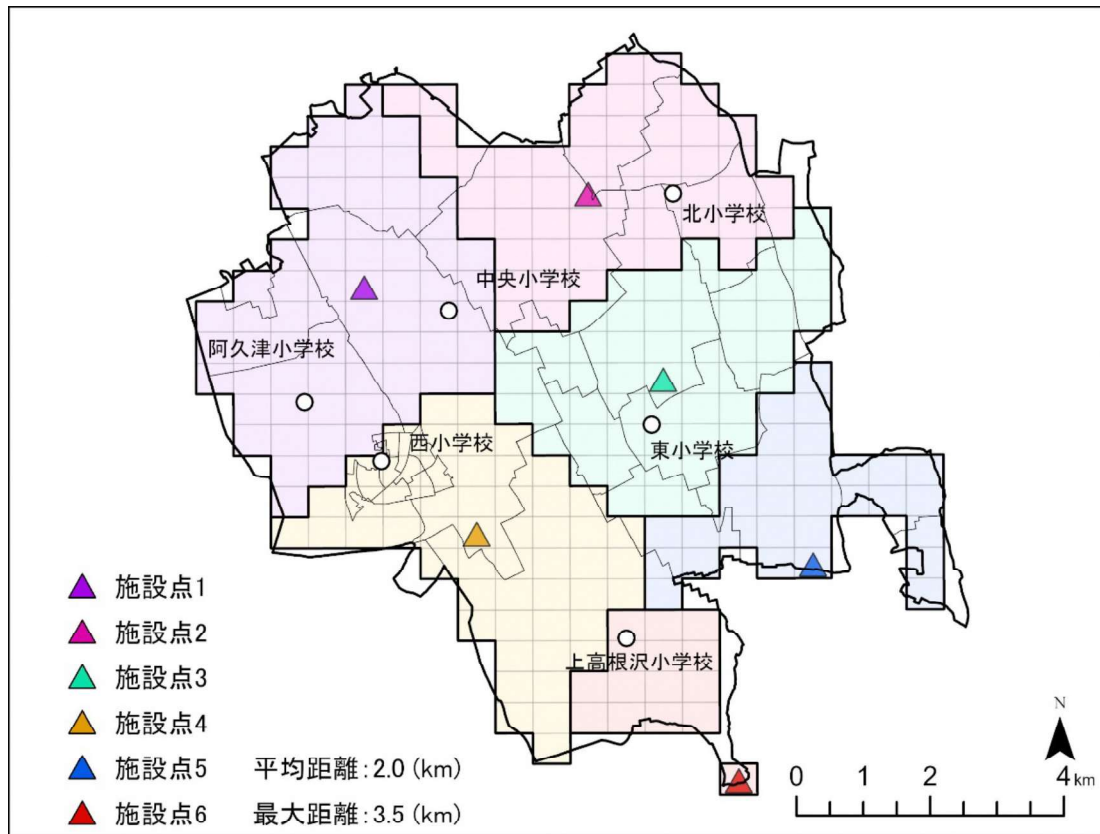 北小学校
中央小学校
阿久津小学校
西小学校
東小学校
上高根沢小学校
施設点1
施設点2
施設点3
施設点4
施設点5 平均距離:2.0 (km)
施設点6 最大距離:3.5 (km)
N
0 1 2 4 km